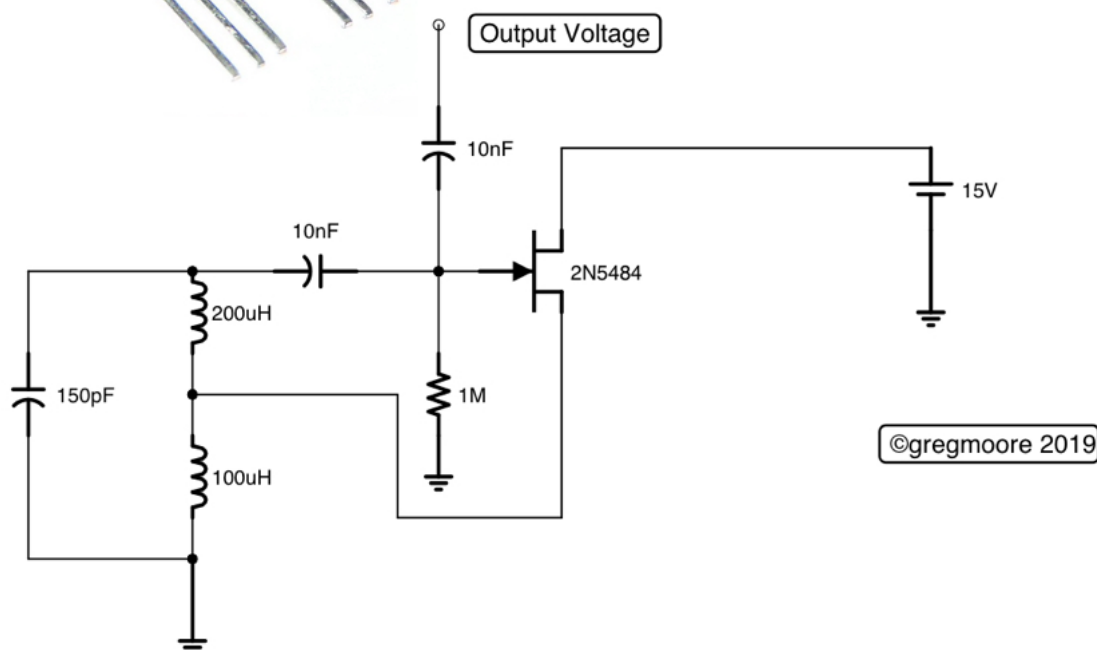 Output Voltage
10nF
15V
10nF
2N5484
200uH
150pF
1M
©gregmoore 2019
100uH